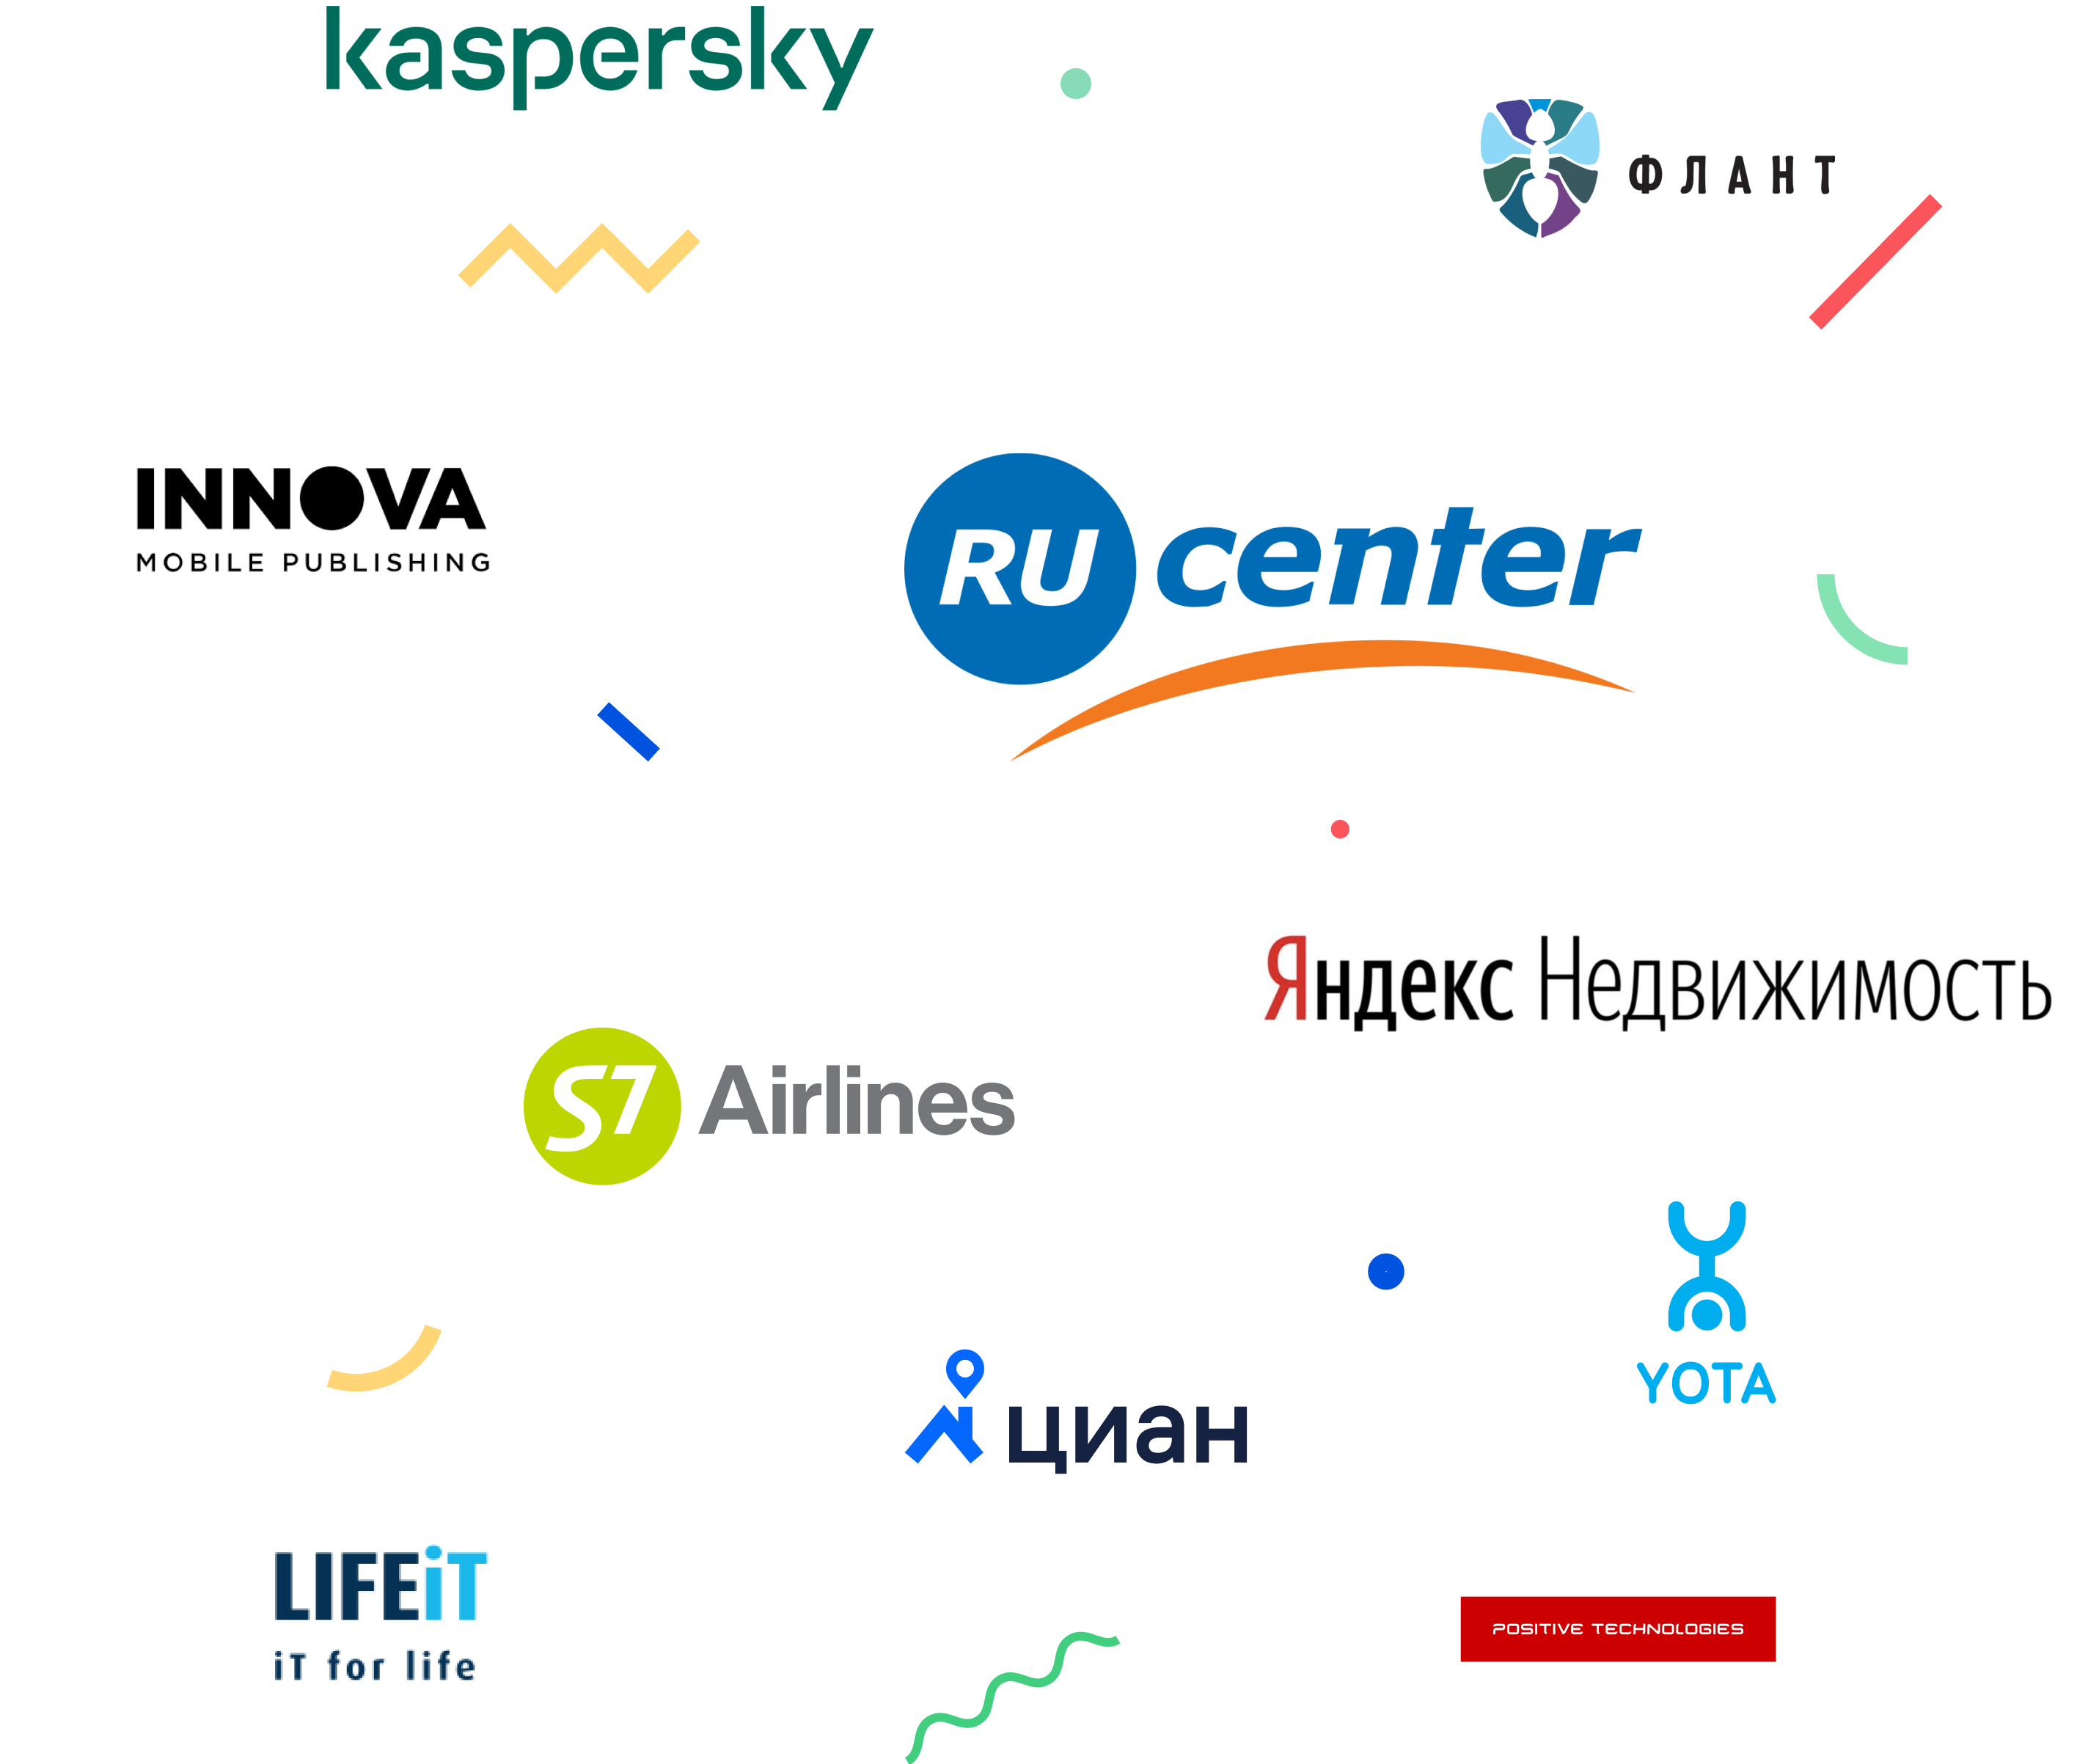 kaspersky
ФЛАНТ
INNOVA
MOBILE PUBLISHING
RU center
Яндекс Недвижимость
S7 Airlines
YOTA
циан
LIFEiT
iT for life
POSITIVE TECHNOLOGIES